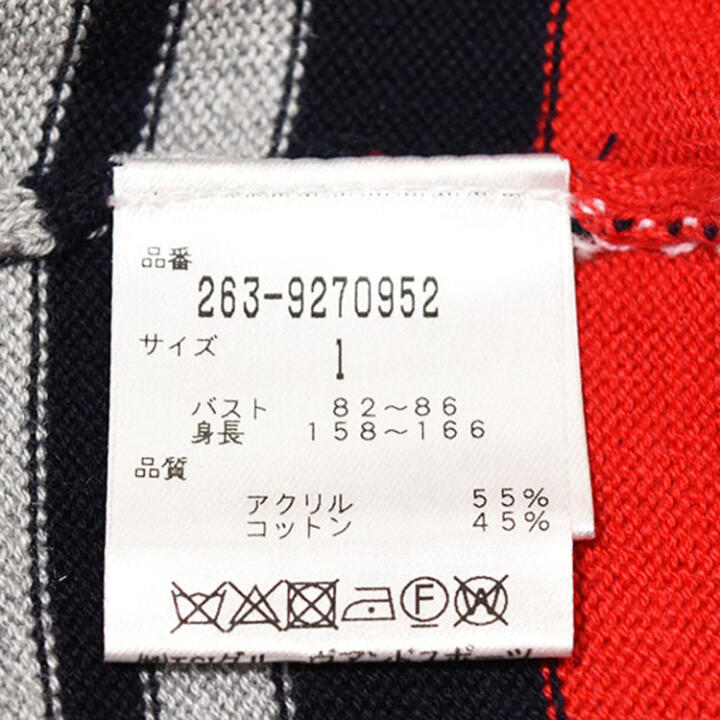 品番
263-9270952
サイズ 1
バスト 82～86
身長 158～166
品質
アクリル 55%
コットン 45%
F W